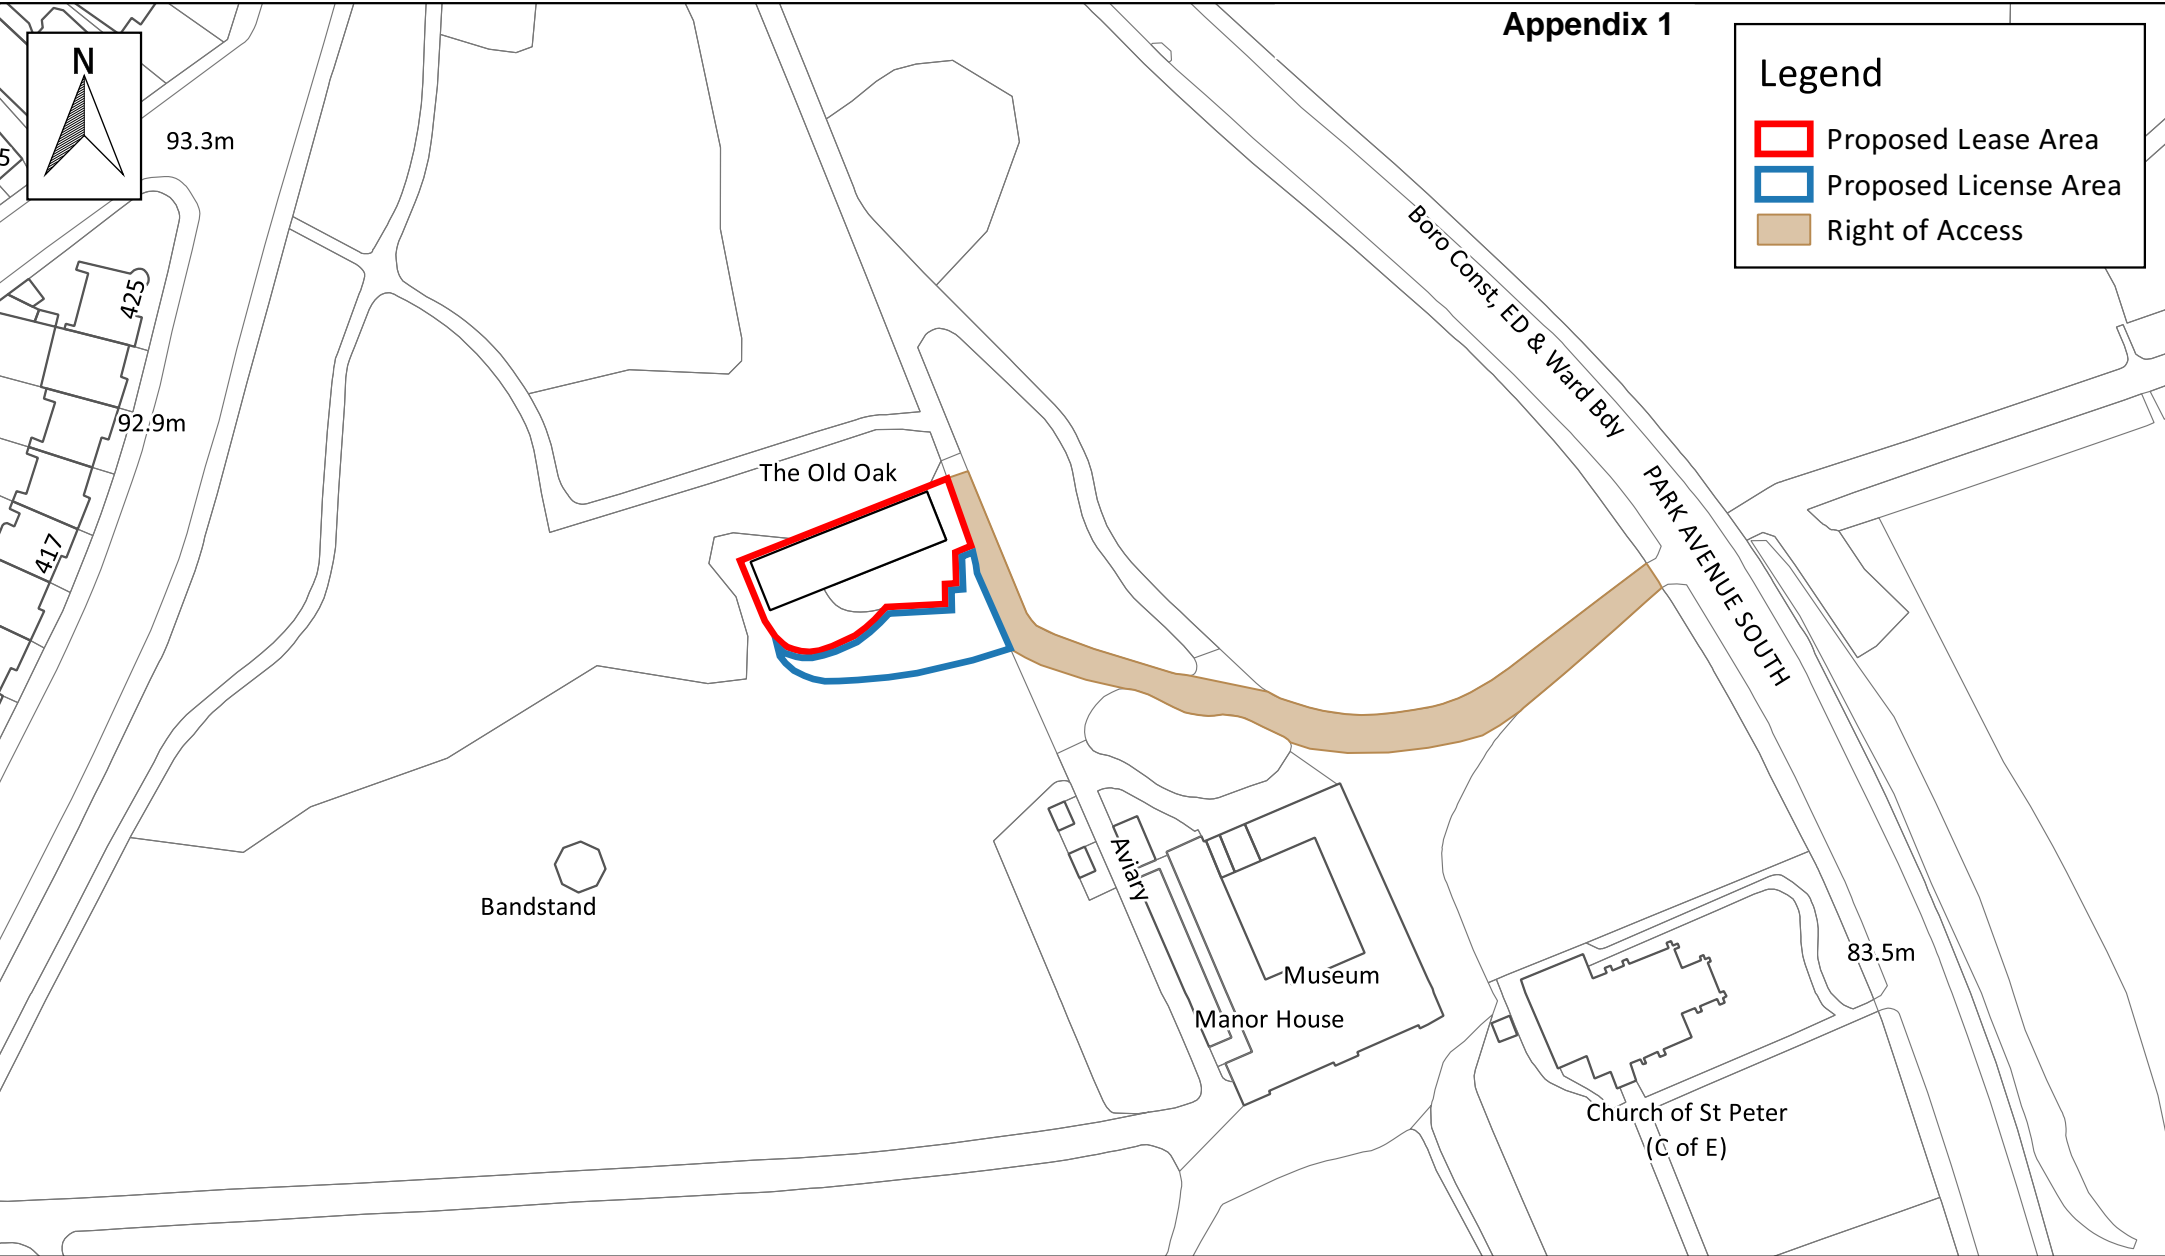 Appendix 1
N
Legend
Proposed Lease Area
Proposed License Area
Right of Access
93.3m
5
425
92.9m
417
The Old Oak
Boro Const, ED & Ward Bdy
PARK AVENUE SOUTH
Bandstand
Aviary
Museum
Manor House
83.5m
Church of St Peter
(C of E)